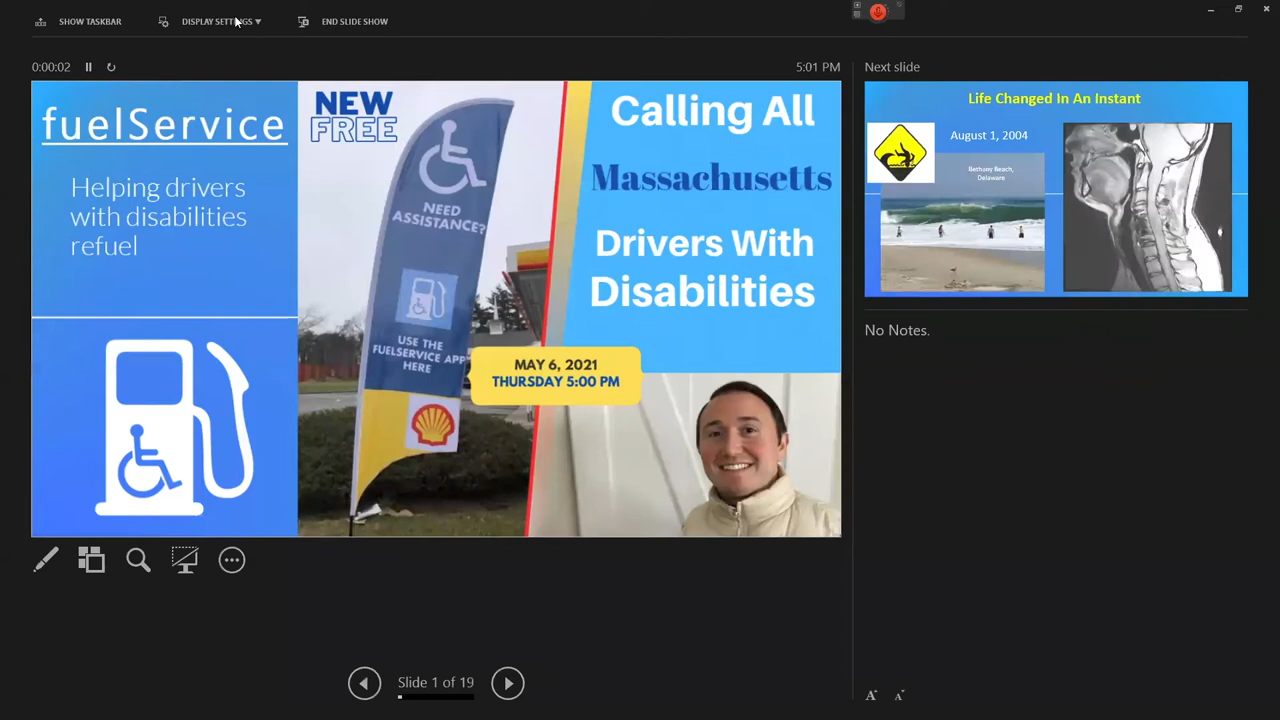 SHOW TASKBAR
DISPLAY SETTINGS ▼
END SLIDE SHOW
0:00:02
5:01 PM
fuelService
Helping drivers
with disabilities
refuel
NEW
FREE
NEED
ASSISTANCE?
USE THE
FUELSERVICE APP
HERE
Calling All
Massachusetts
Drivers With
Disabilities
MAY 6, 2021
THURSDAY 5:00 PM
Next slide
Life Changed In An Instant
August 1, 2004
Bethany Beach,
Delaware
No Notes.
Slide 1 of 19
A
A